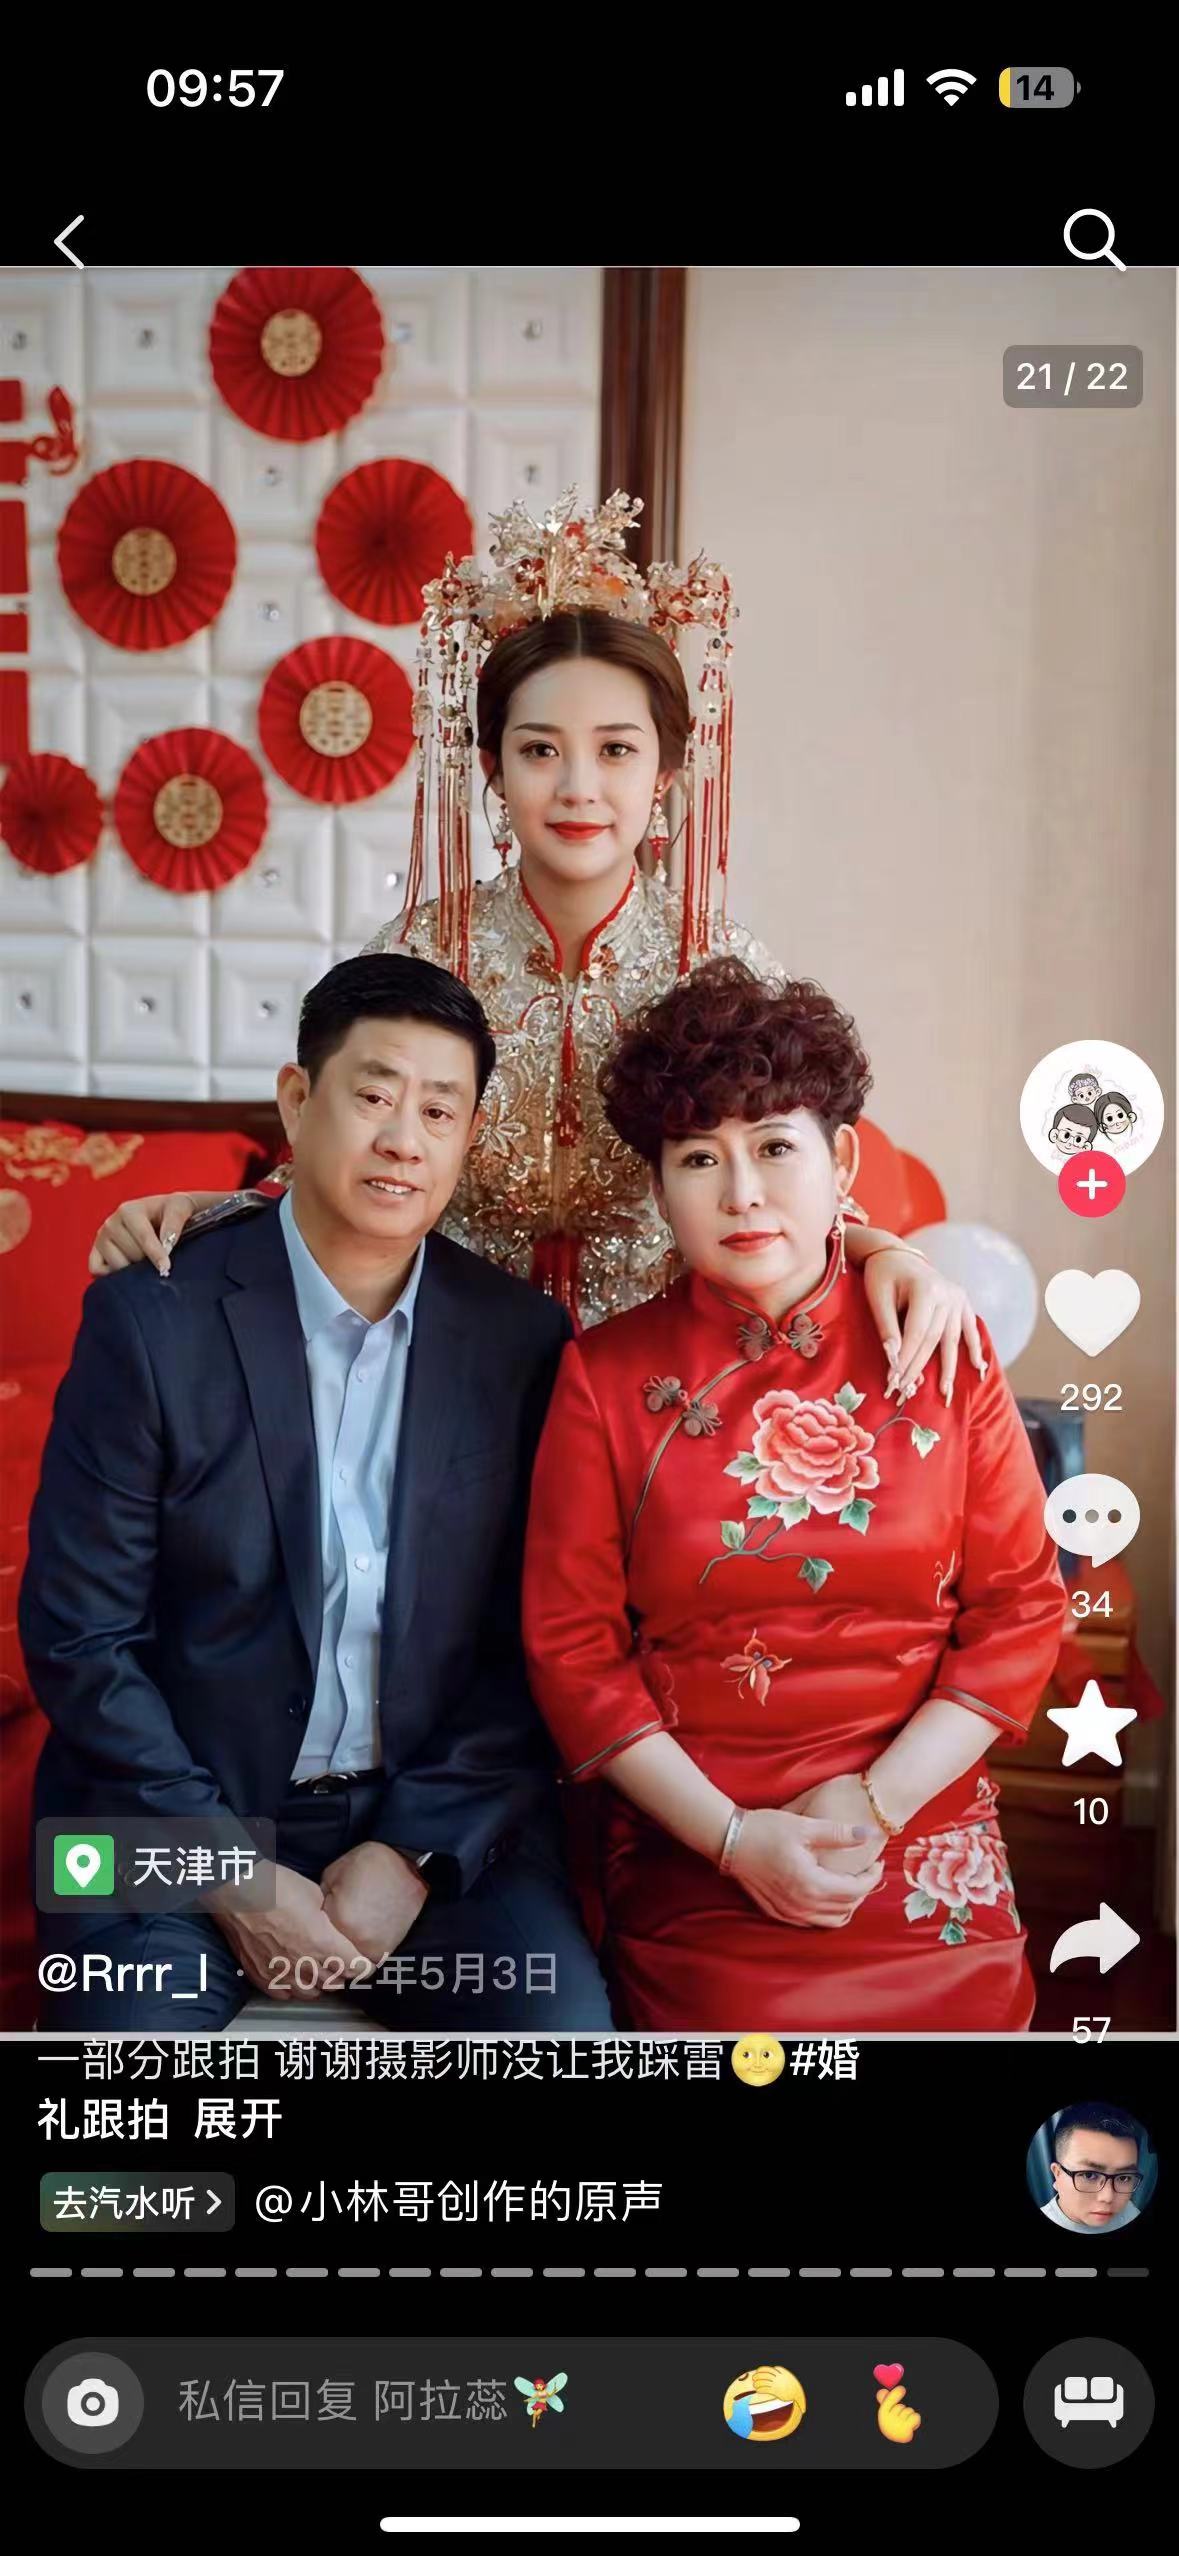 09:57
14
21 / 22
292
34
10
57
天津市
@Rrrr_l · 2022年5月3日
一部分跟拍 谢谢摄影师没让我踩雷🌝#婚
礼跟拍 展开
去汽水听 > @小林哥创作的原声
私信回复 阿拉蕊🧚